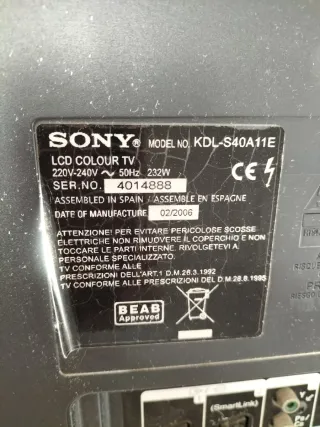 SONY® MODEL NO. KDL-S40A11E
LCD COLOUR TV
220V-240V ~ 50Hz 232W
CE
SER.NO. 4014888
ASSEMBLED IN SPAIN / ASSEMBLE EN ESPAGNE
DATE OF MANUFACTURE 02/2006
ATTENZIONE! PER EVITARE PERICOLOSE SCOSSE
ELETTRICHE NON RIMUOVERE IL COPERCHIO E NON
TOCCARE LE PARTI INTERNE. RIVOLGETEVI A
PERSONALE SPECIALIZZATO.
TV CONFORME ALLE
PRESCRIZIONI DELL'ART.1 D.M.26.3.1992
TV CONFORME ALLE PRESCRIZIONI DEL D.M.26.8.1995
BEAB
Approved
(SmartLink)